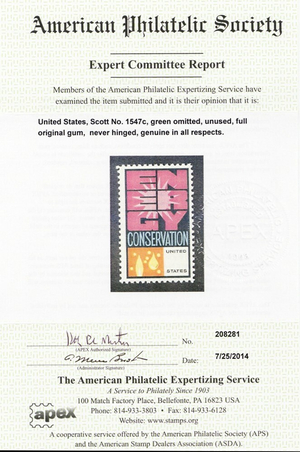 American Philatelic Society
Expert Committee Report
Members of the American Philatelic Expertizing Service have
examined the item submitted and it is their opinion that it is:
United States, Scott No. 1547c, green omitted, unused, full
original gum, never hinged, genuine in all respects.
ENERGY
CONSERVATION
UNITED
STATES
No. 208281
(APEX Authorized Signature)
Date: 7/25/2014
(Administrator Signature)
The American Philatelic Expertizing Service
A Service to Philately Since 1903
100 Match Factory Place, Bellefonte, PA 16823 USA
Phone: 814-933-3803 • Fax: 814-933-6128
Website: www.stamps.org
apex
A cooperative service offered by the American Philatelic Society (APS)
and the American Stamp Dealers Association (ASDA).